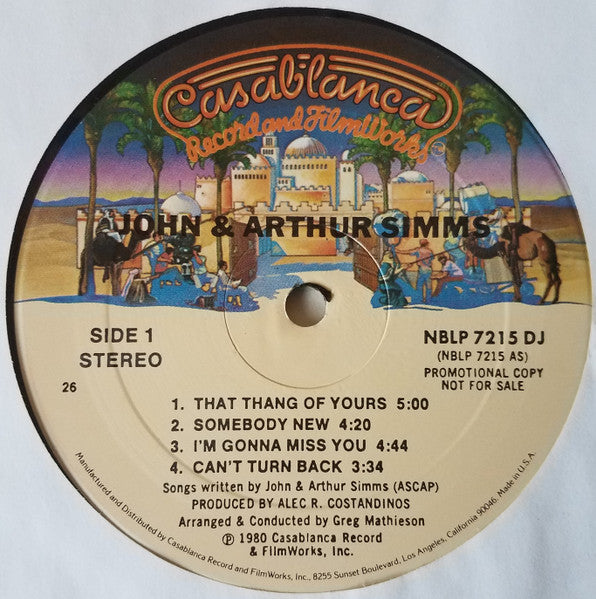 Casablanca
Record and FilmWorks
JOHN & ARTHUR SIMMS
SIDE 1
STEREO
NBLP 7215 DJ
(NBLP 7215 AS)
PROMOTIONAL COPY
NOT FOR SALE
26
1. THAT THANG OF YOURS 5:00
2. SOMEBODY NEW 4:20
3. I'M GONNA MISS YOU 4:44
4. CAN'T TURN BACK 3:34
Songs written by John & Arthur Simms (ASCAP)
PRODUCED BY ALEC R. COSTANDINOS
Arranged & Conducted by Greg Mathieson
℗ 1980 Casablanca Record
& FilmWorks, Inc.
Manufactured and Distributed by Casablanca Record and FilmWorks, Inc., 8255 Sunset Boulevard, Los Angeles, California 90046. Made in U.S.A.